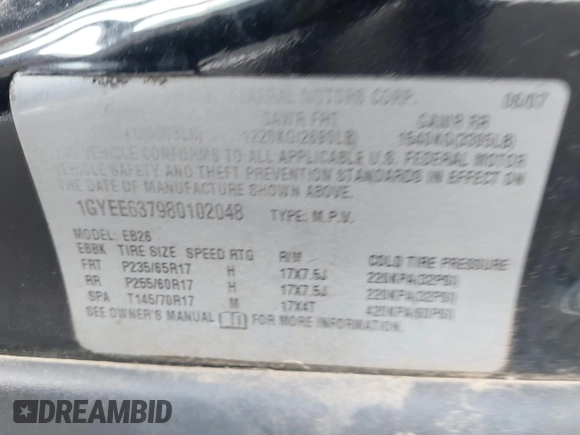 GENERAL MOTORS CORP. 06/07
GAWR FRT GAWR RR
1220KG(2690LB) 1540KG(3395LB)
VEHICLE CONFORMS TO ALL APPLICABLE U.S. FEDERAL MOTOR
VEHICLE SAFETY AND THEFT PREVENTION STANDARDS IN EFFECT ON
THE DATE OF MANUFACTURE SHOWN ABOVE.
1GYEE637980102048 TYPE: M.P.V.
MODEL: EB26
EBBK TIRE SIZE SPEED RTG RIM COLD TIRE PRESSURE
FRT P235/65R17 H 17X7.5J 220KPA(32PSI)
RR P255/60R17 H 17X7.5J 220KPA(32PSI)
SPA T145/70R17 M 17X4T 420KPA(60PSI)
SEE OWNER'S MANUAL FOR MORE INFORMATION.
DREAMBID